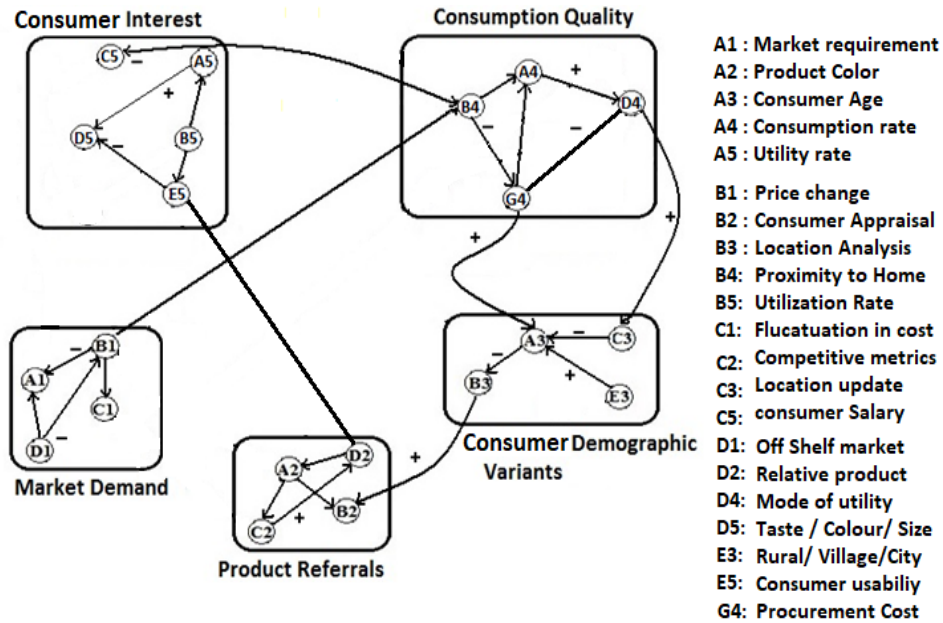 Consumer Interest
Consumption Quality
C5
A5
D5
B5
E5
+
−
−
B4
A4
D4
G4
+
−
−
+
+
B1
A1
C1
D1
−
−
Market Demand
A3
C3
B3
E3
−
−
+
Consumer Demographic
Variants
+
D2
A2
B2
C2
+
Product Referrals
A1 : Market requirement
A2 : Product Color
A3 : Consumer Age
A4 : Consumption rate
A5 : Utility rate
B1 : Price change
B2 : Consumer Appraisal
B3 : Location Analysis
B4: Proximity to Home
B5: Utilization Rate
C1: Flucatuation in cost
C2: Competitive metrics
C3: Location update
C5: consumer Salary
D1: Off Shelf market
D2: Relative product
D4: Mode of utility
D5: Taste / Colour/ Size
E3: Rural/ Village/City
E5: Consumer usabiliy
G4: Procurement Cost